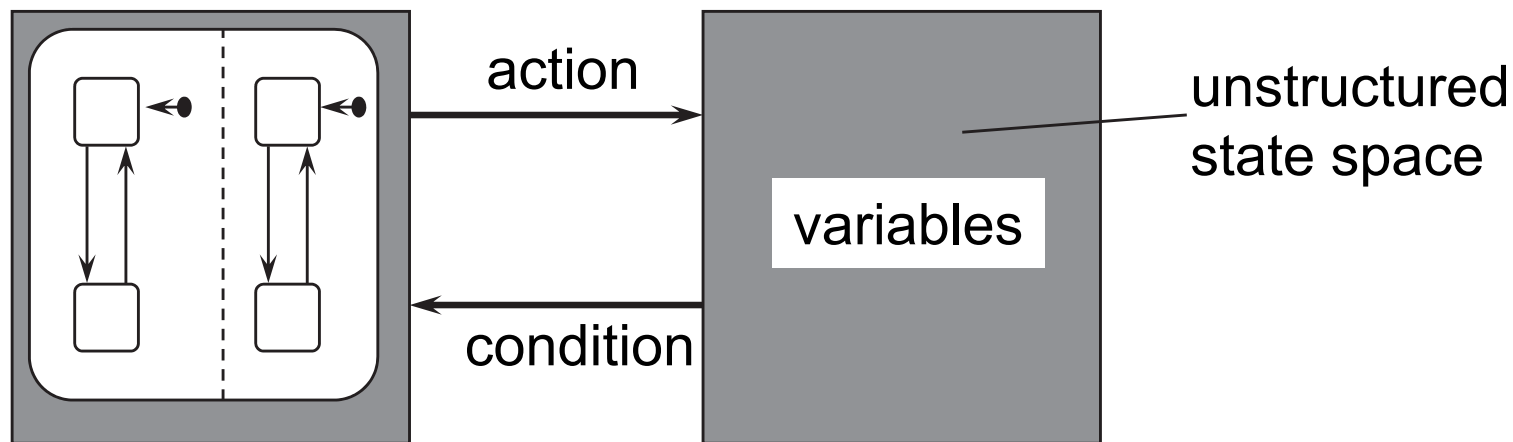 action
unstructured
state space
variables
condition